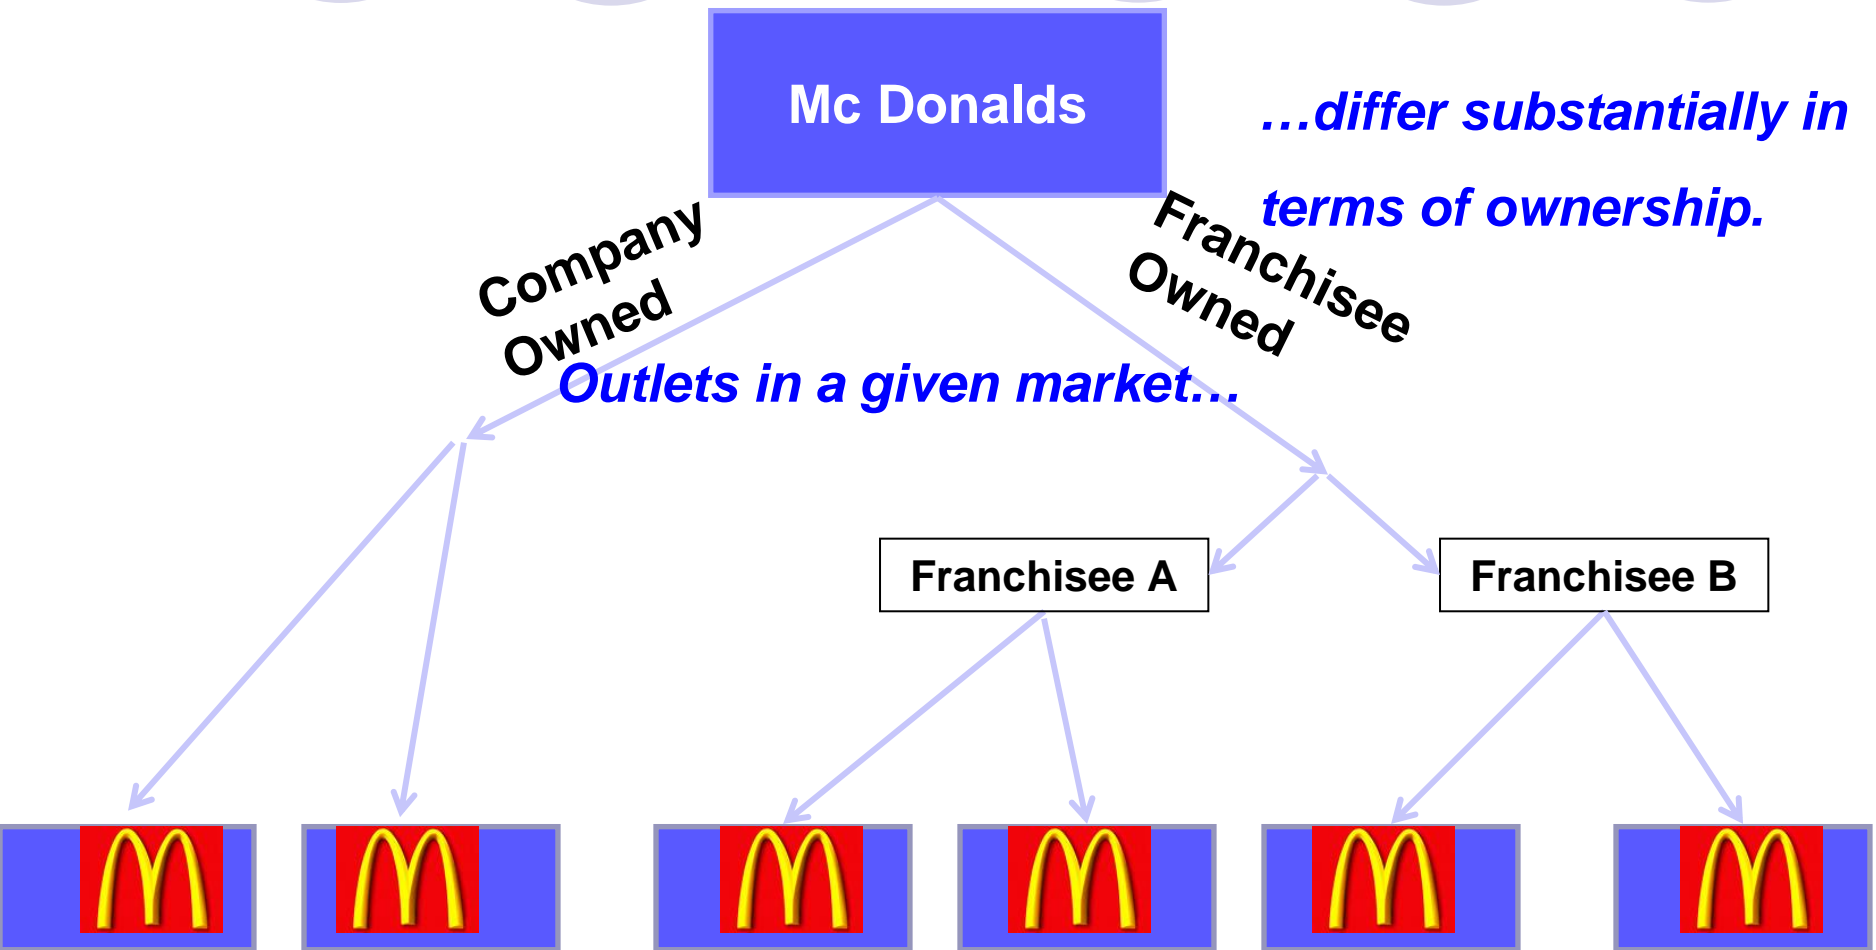 Mc Donalds
…differ substantially in
terms of ownership.
Company
Owned
Franchisee
Owned
Outlets in a given market…
Franchisee A
Franchisee B